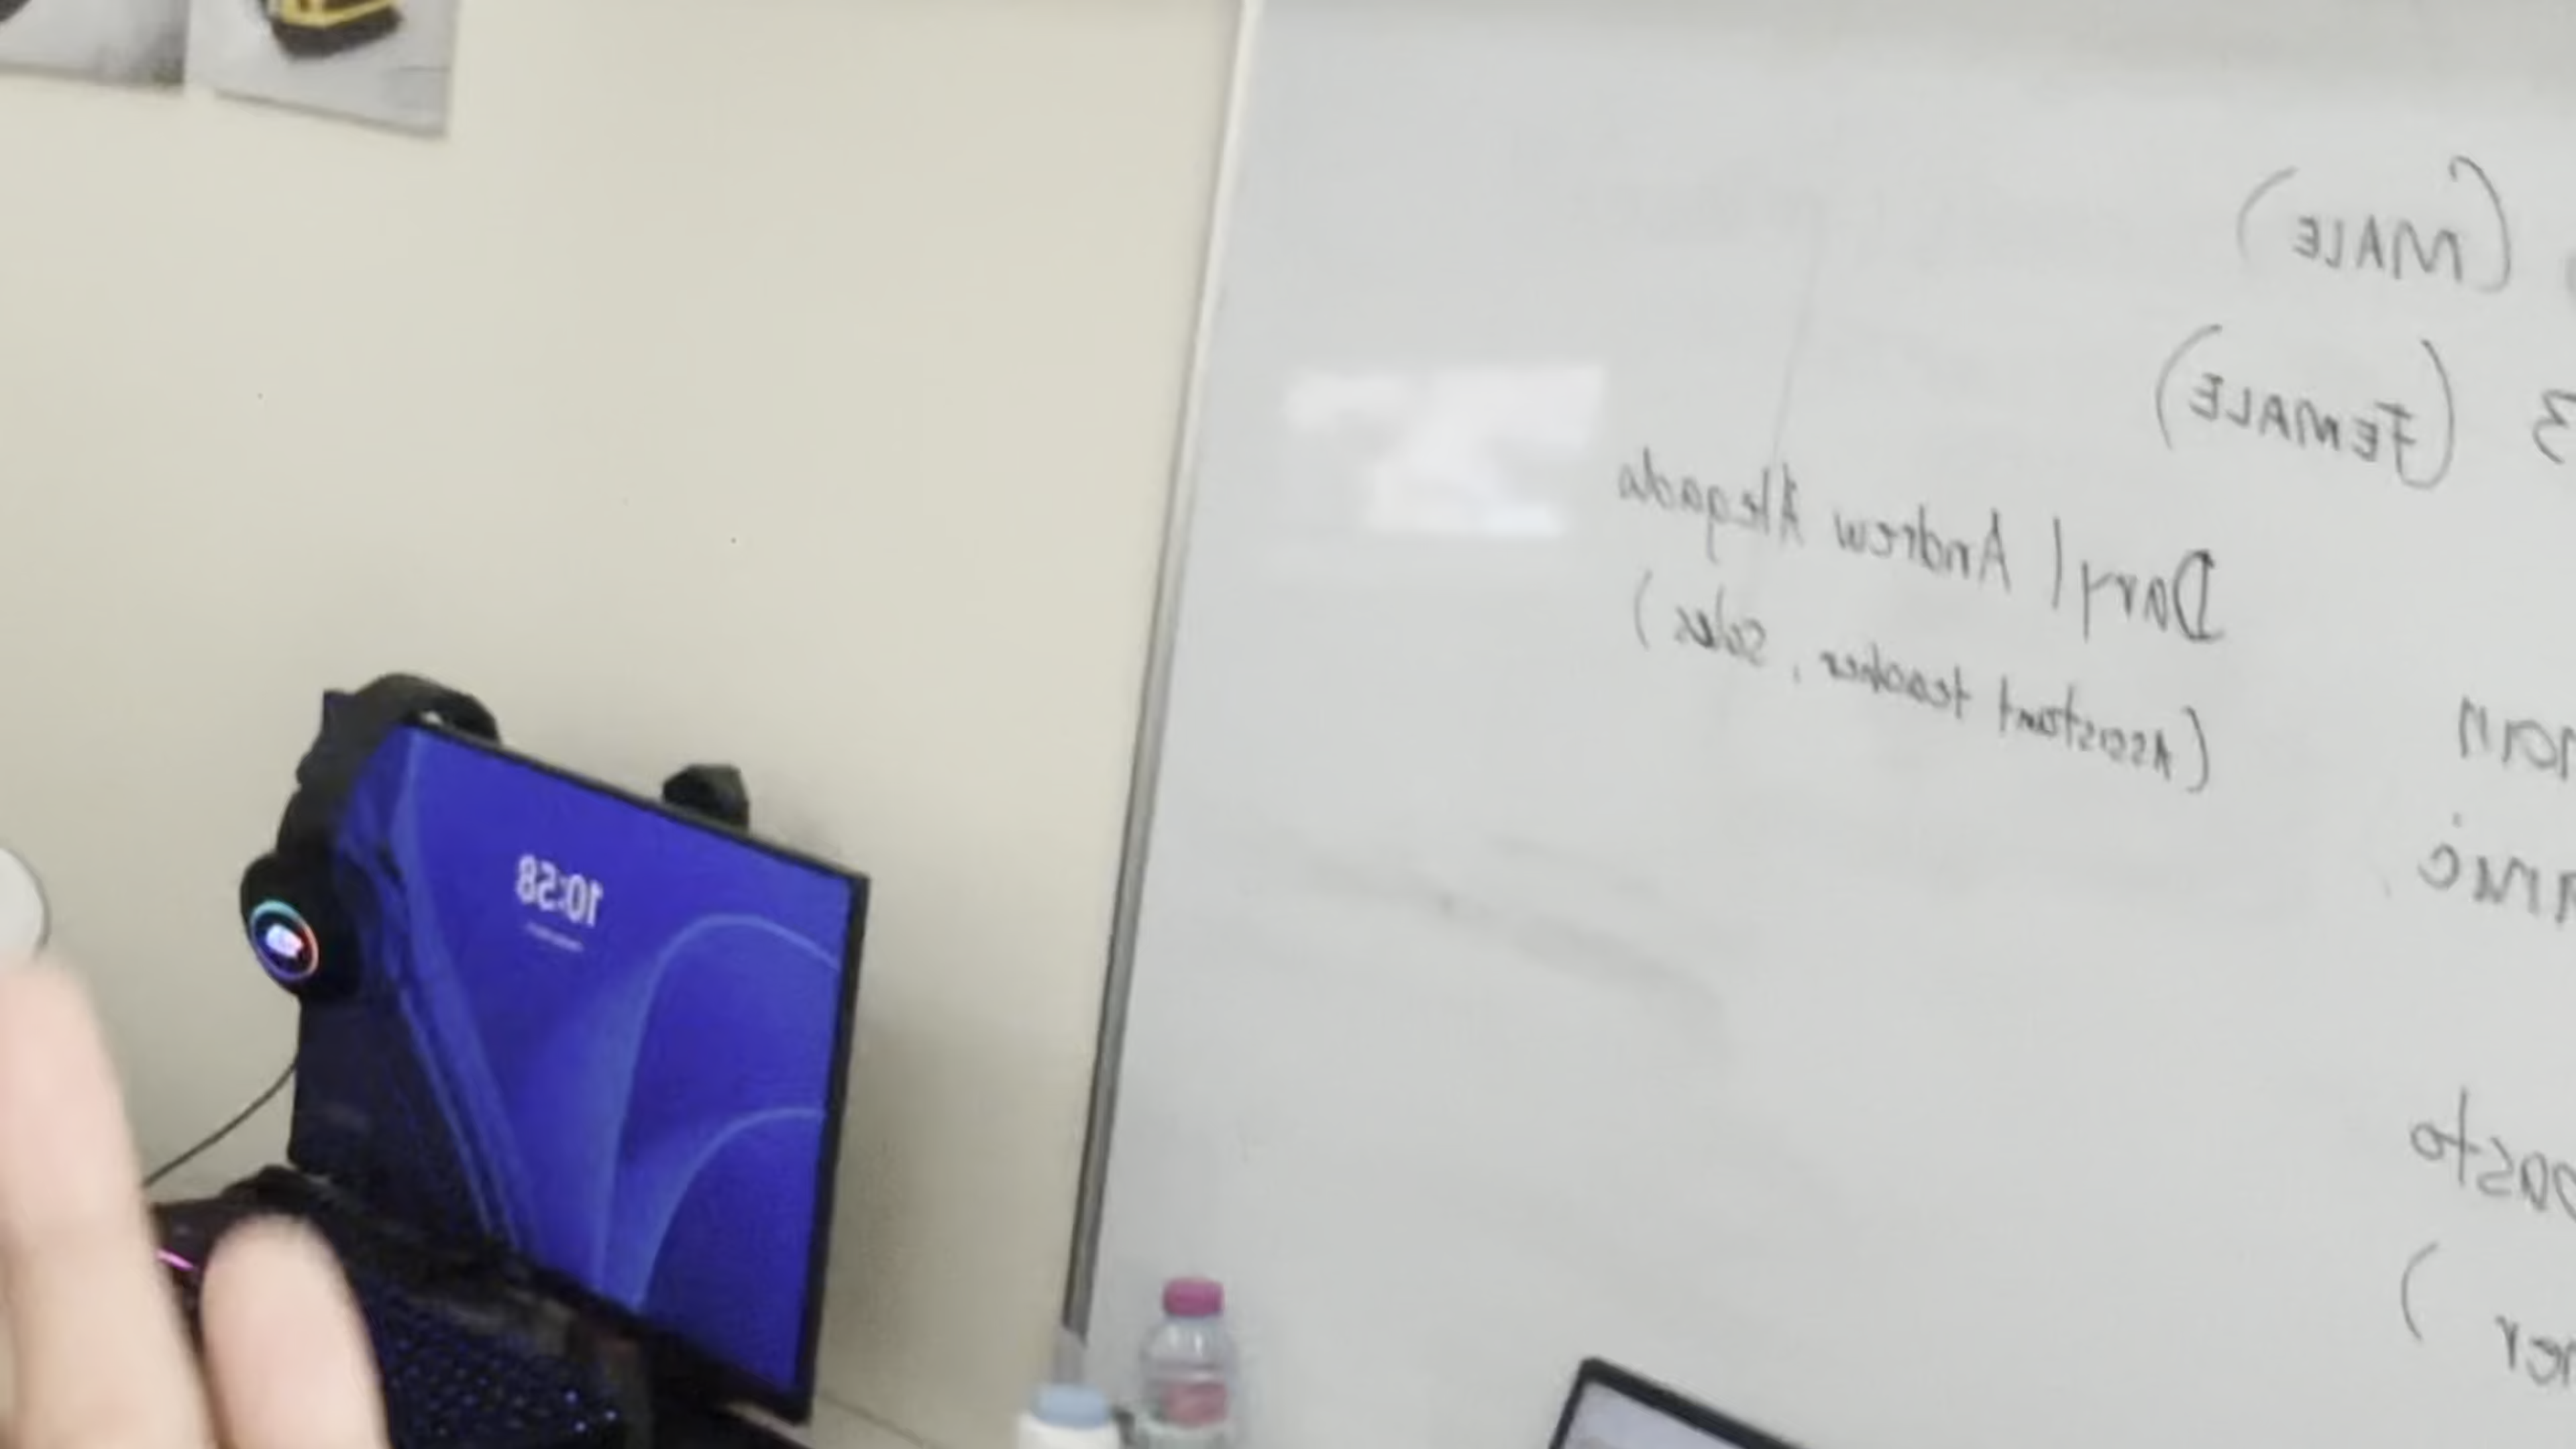 (MALE)
3 (FEMALE)
Daryl Andrew Alegado
(Assistant teacher, sales)
10:58